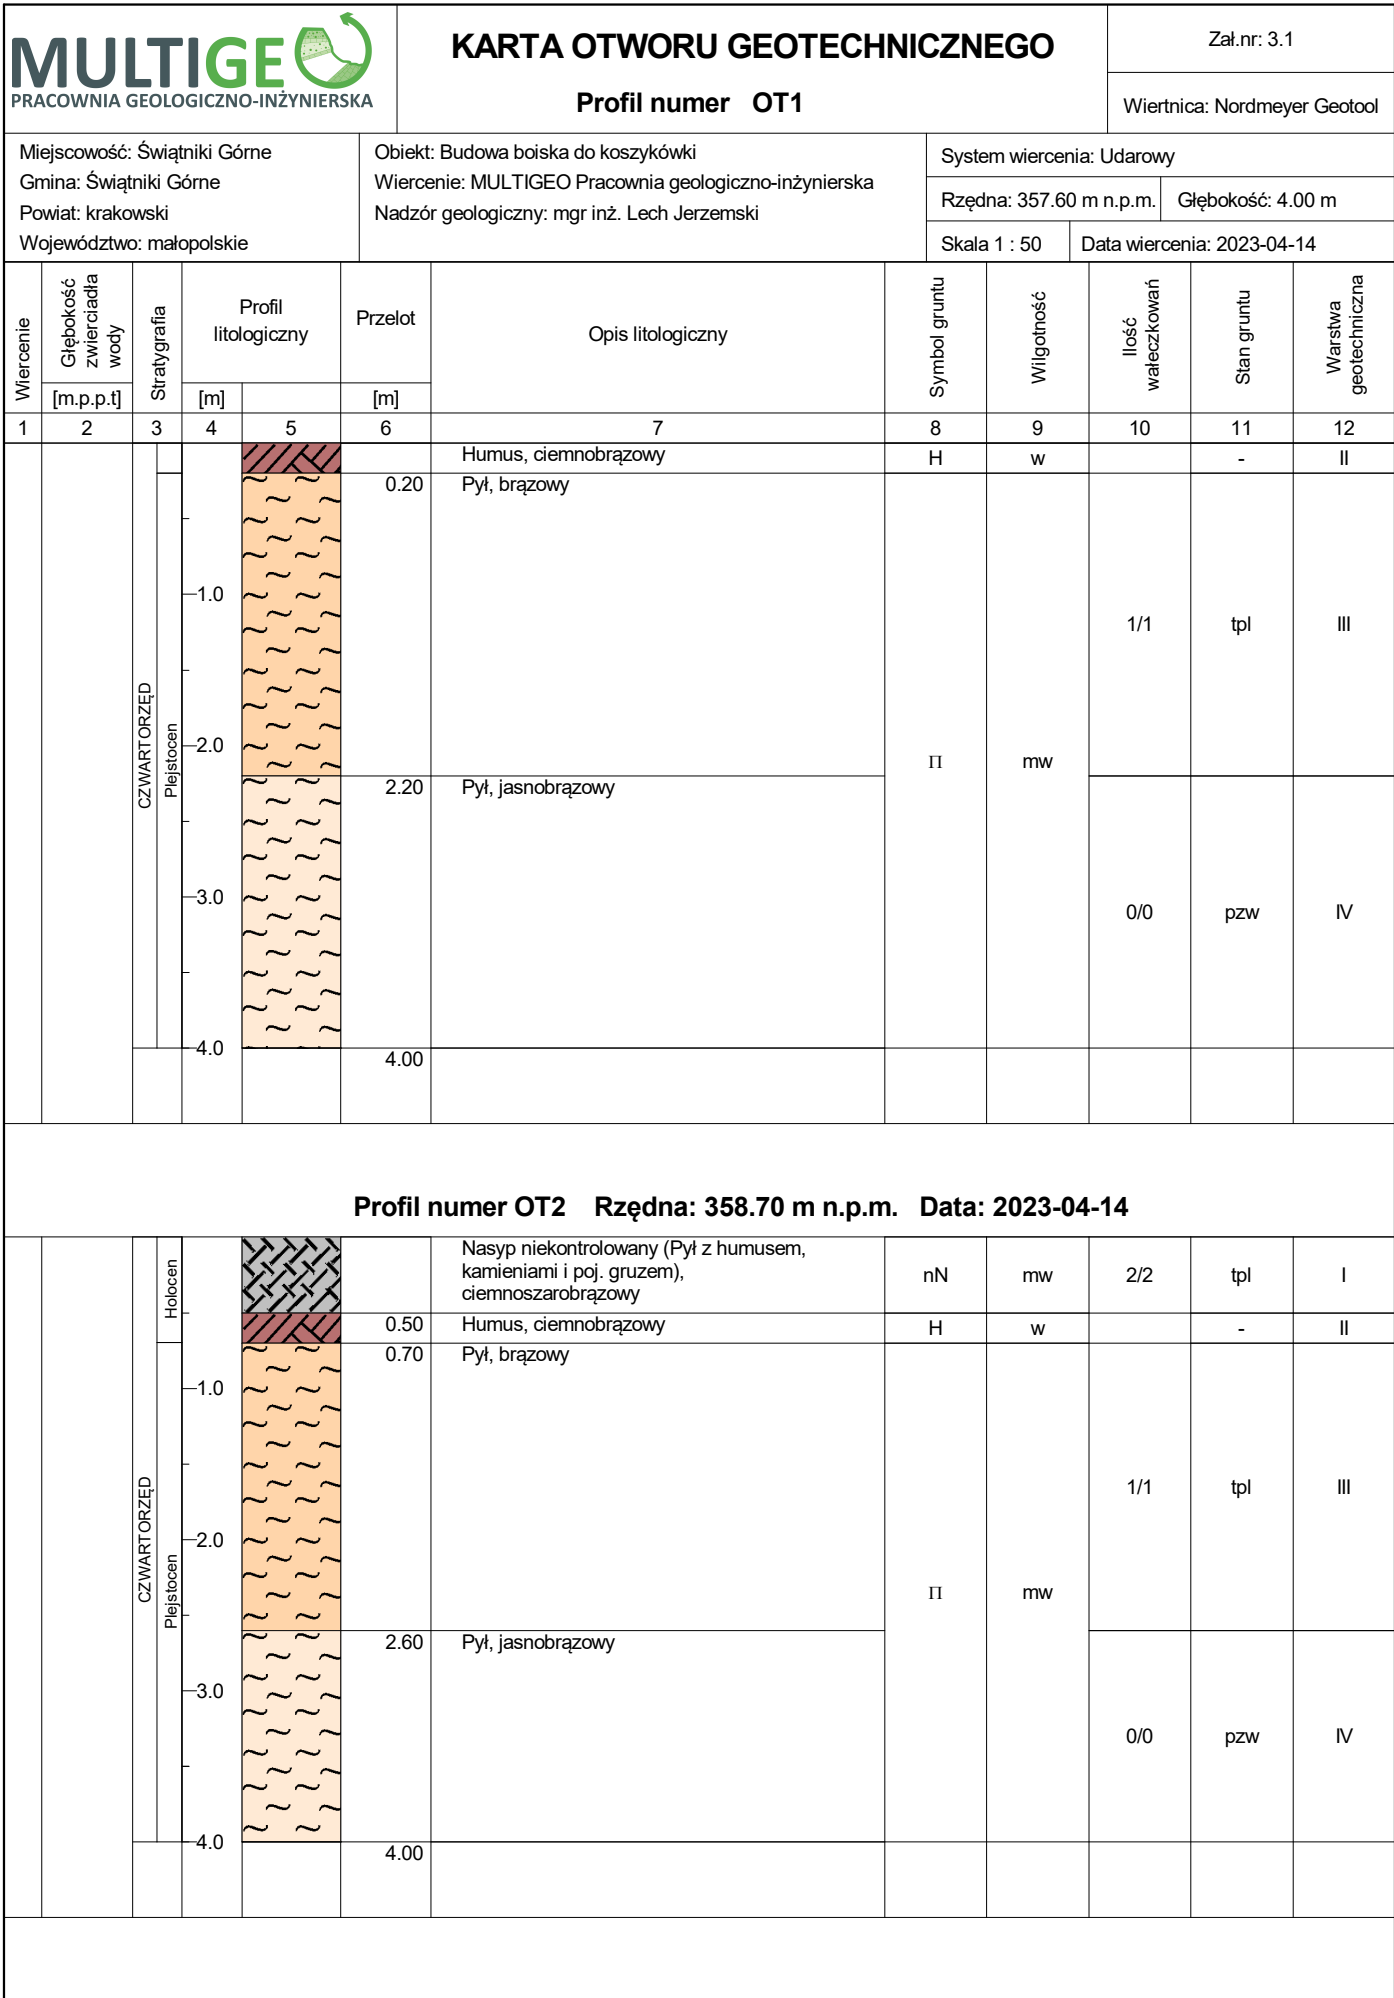 MULTIGEO
PRACOWNIA GEOLOGICZNO-INŻYNIERSKA
KARTA OTWORU GEOTECHNICZNEGO
Profil numer OT1
Zał.nr: 3.1
Wiertnica: Nordmeyer Geotool
Miejscowość: Świątniki Górne
Gmina: Świątniki Górne
Powiat: krakowski
Województwo: małopolskie
Obiekt: Budowa boiska do koszykówki
Wiercenie: MULTIGEO Pracownia geologiczno-inżynierska
Nadzór geologiczny: mgr inż. Lech Jerzemski
System wiercenia: Udarowy
Rzędna: 357.60 m n.p.m. Głębokość: 4.00 m
Skala 1 : 50 Data wiercenia: 2023-04-14
Wiercenie
Głębokość
zwierciadła
wody
[m.p.p.t]
Stratygrafia
Profil
litologiczny
[m]
Przelot
[m]
Opis litologiczny
Symbol gruntu
Wilgotność
Ilość
wałeczkowań
Stan gruntu
Warstwa
geotechniczna
1 2 3 4 5 6 7 8 9 10 11 12
Humus, ciemnobrązowy H w - II
0.20 Pył, brązowy
1.0
1/1 tpl III
CZWARTORZĘD
Plejstocen
2.0
Π mw
2.20 Pył, jasnobrązowy
3.0
0/0 pzw IV
4.0
4.00
Profil numer OT2 Rzędna: 358.70 m n.p.m. Data: 2023-04-14
Holocen
Nasyp niekontrolowany (Pył z humusem,
kamieniami i poj. gruzem),
ciemnoszarobrązowy
nN mw 2/2 tpl I
0.50 Humus, ciemnobrązowy H w - II
0.70 Pył, brązowy
1.0
1/1 tpl III
CZWARTORZĘD
Plejstocen
2.0
Π mw
2.60 Pył, jasnobrązowy
3.0
0/0 pzw IV
4.0
4.00